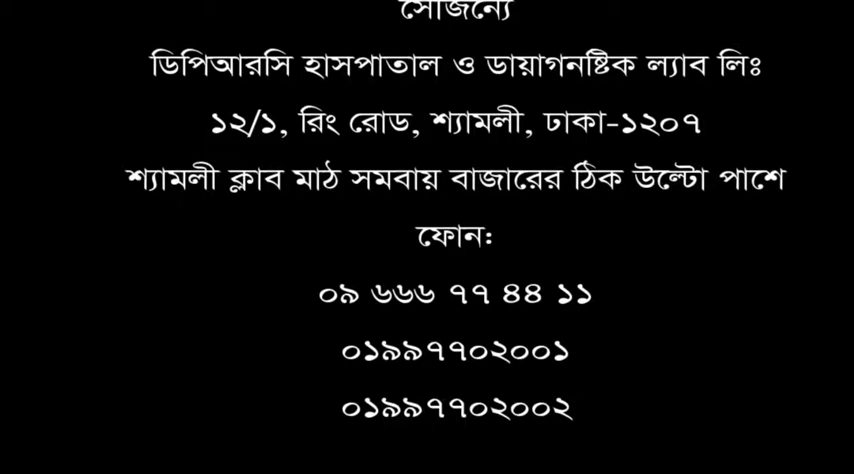 সৌজন্যে
ডিপিআরসি হাসপাতাল ও ডায়াগনষ্টিক ল্যাব লিঃ
১২/১, রিং রোড, শ্যামলী, ঢাকা-১২০৭
শ্যামলী ক্লাব মাঠ সমবায় বাজারের ঠিক উল্টো পাশে
ফোন:
০৯ ৬৬৬ ৭৭ ৪৪ ১১
০১৯৯৭৭০২০০১
০১৯৯৭৭০২০০২